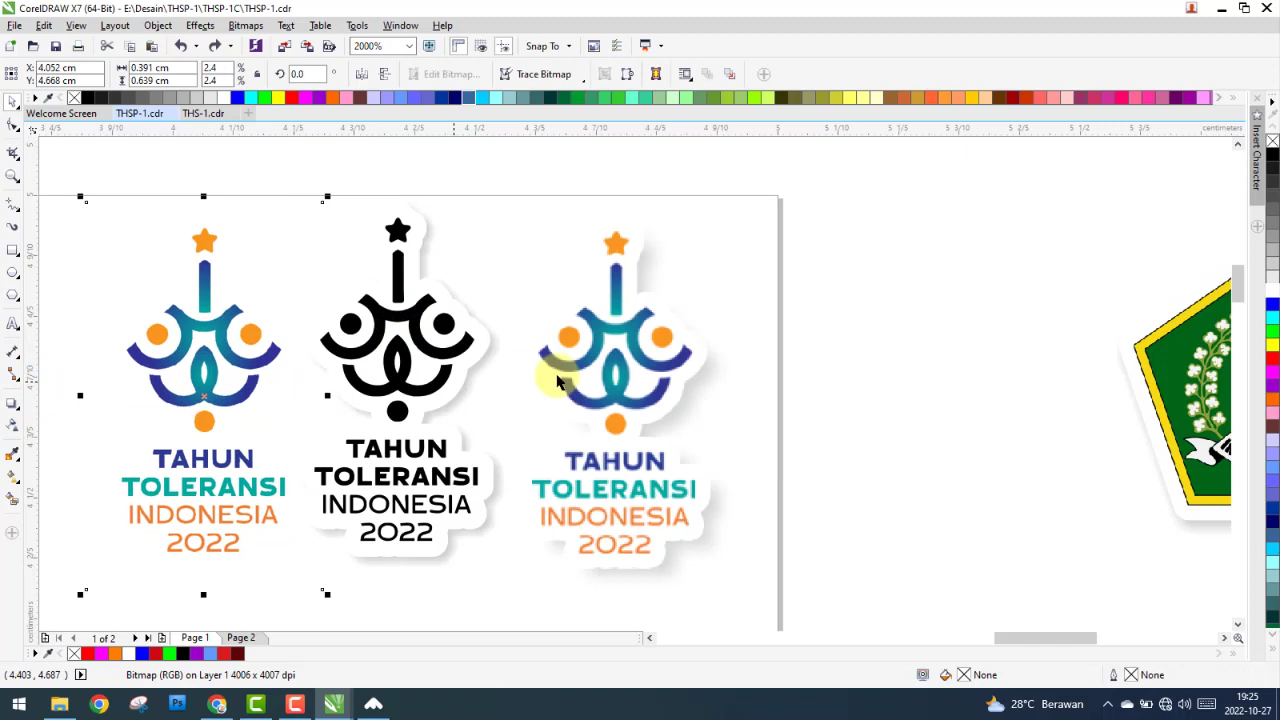 CorelDRAW X7 (64-Bit) - E:\Desain\THSP-1\THSP-1C\THSP-1.cdr
File Edit View Layout Object Effects Bitmaps Text Table Tools Window Help
2000% Snap To
X: 4.052 cm 0.391 cm 2.4 % 0.0 ° Edit Bitmap... Trace Bitmap
Y: 4.668 cm 0.639 cm 2.4 %
Welcome Screen THSP-1.cdr THS-1.cdr
centimeters
Insert Character
TAHUN
TOLERANSI
INDONESIA
2022
TAHUN
TOLERANSI
INDONESIA
2022
TAHUN
TOLERANSI
INDONESIA
2022
centimeters
1 of 2 Page 1 Page 2
( 4.403, 4.687 ) Bitmap (RGB) on Layer 1 4006 x 4007 dpi None None
28°C Berawan 19:25
2022-10-27